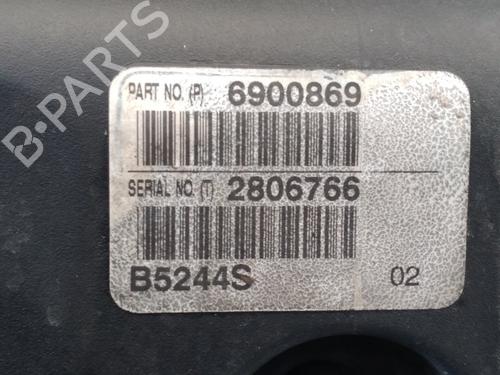 PART NO. (P) 6900869
SERIAL NO. (T) 2806766
B5244S 02
B-PARTS